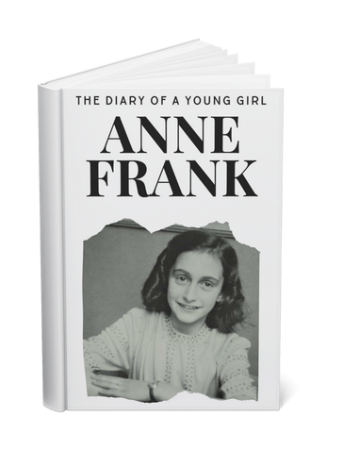 THE DIARY OF A YOUNG GIRL
ANNE
FRANK